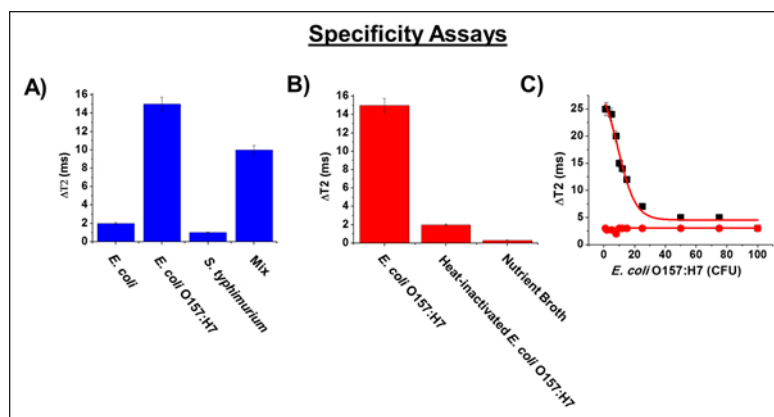 Specificity Assays
A)
16
14
12
10
8
6
4
2
0
ΔT2 (ms)
E. coli
E. coli O157:H7
S. typhimurium
Mix
B)
16
14
12
10
8
6
4
2
0
ΔT2 (ms)
E. coli O157:H7
Heat-inactivated E. coli O157:H7
Nutrient Broth
C)
25
20
15
10
5
0
ΔT2 (ms)
0 20 40 60 80 100
E. coli O157:H7 (CFU)